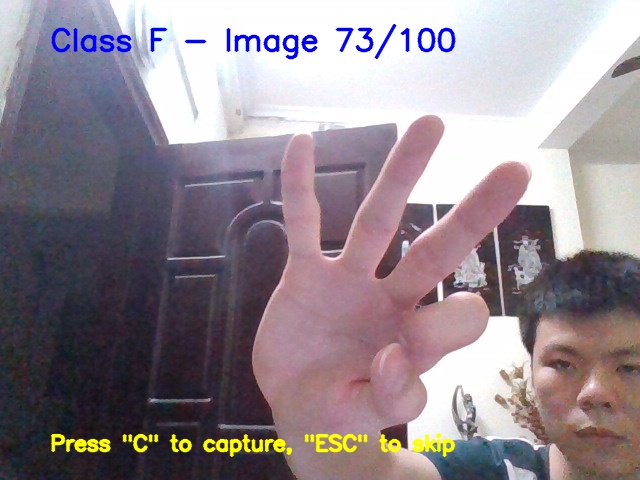 Class F - Image 73/100
Press "C" to capture, "ESC" to skip